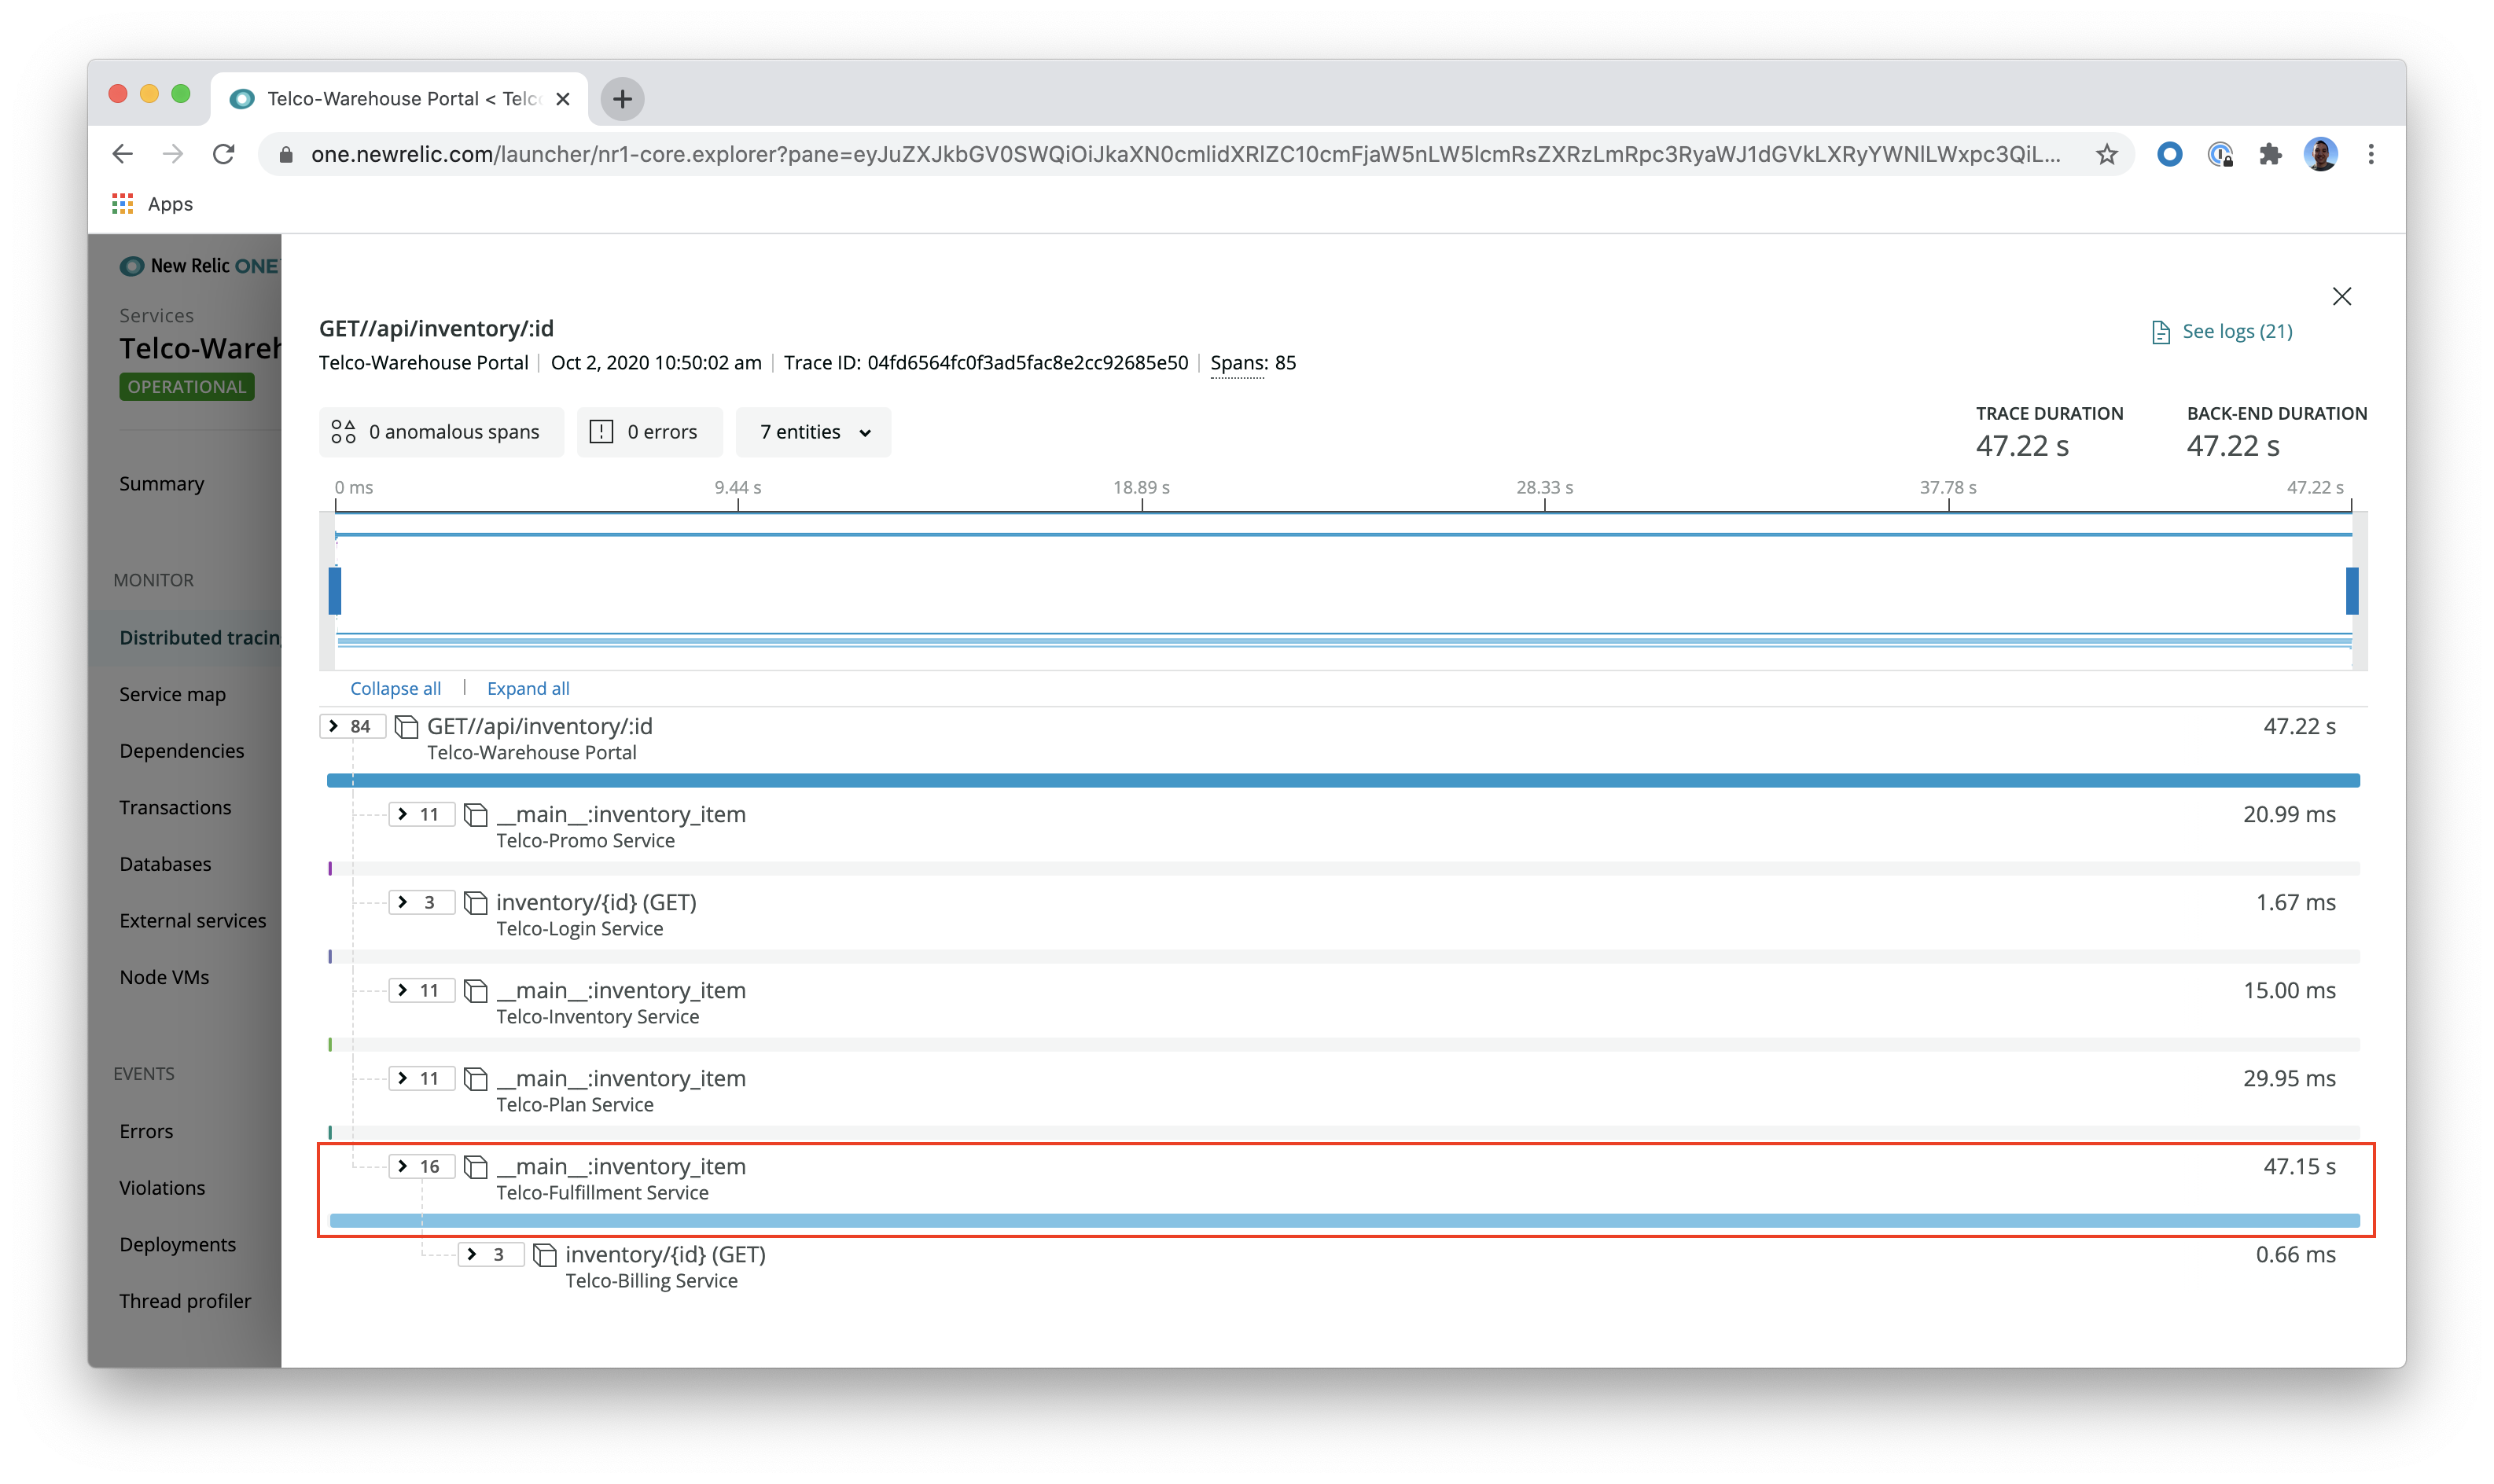 Telco-Warehouse Portal < Telc
one.newrelic.com/launcher/nr1-core.explorer?pane=eyJuZXJkbGV0SWQiOiJkaXN0cmlidXRlZC10cmFjaW5nLW5lcmRsZXRzLmRpc3RyaWJ1dGVkLXRyYWNlLWxpc3QiL...
Apps
New Relic ONE
Services
Telco-Wareh
OPERATIONAL
Summary
MONITOR
Distributed tracing
Service map
Dependencies
Transactions
Databases
External services
Node VMs
EVENTS
Errors
Violations
Deployments
Thread profiler
GET//api/inventory/:id
See logs (21)
Telco-Warehouse Portal | Oct 2, 2020 10:50:02 am | Trace ID: 04fd6564fc0f3ad5fac8e2cc92685e50 | Spans: 85
0 anomalous spans
0 errors
7 entities
TRACE DURATION
47.22 s
BACK-END DURATION
47.22 s
0 ms 9.44 s 18.89 s 28.33 s 37.78 s 47.22 s
Collapse all | Expand all
84 GET//api/inventory/:id 47.22 s
Telco-Warehouse Portal
11 __main__:inventory_item 20.99 ms
Telco-Promo Service
3 inventory/{id} (GET) 1.67 ms
Telco-Login Service
11 __main__:inventory_item 15.00 ms
Telco-Inventory Service
11 __main__:inventory_item 29.95 ms
Telco-Plan Service
16 __main__:inventory_item 47.15 s
Telco-Fulfillment Service
3 inventory/{id} (GET) 0.66 ms
Telco-Billing Service